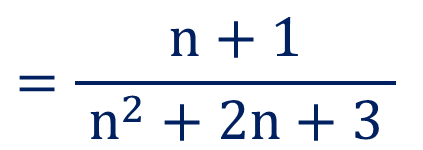 = (n + 1) / (n² + 2n + 3)